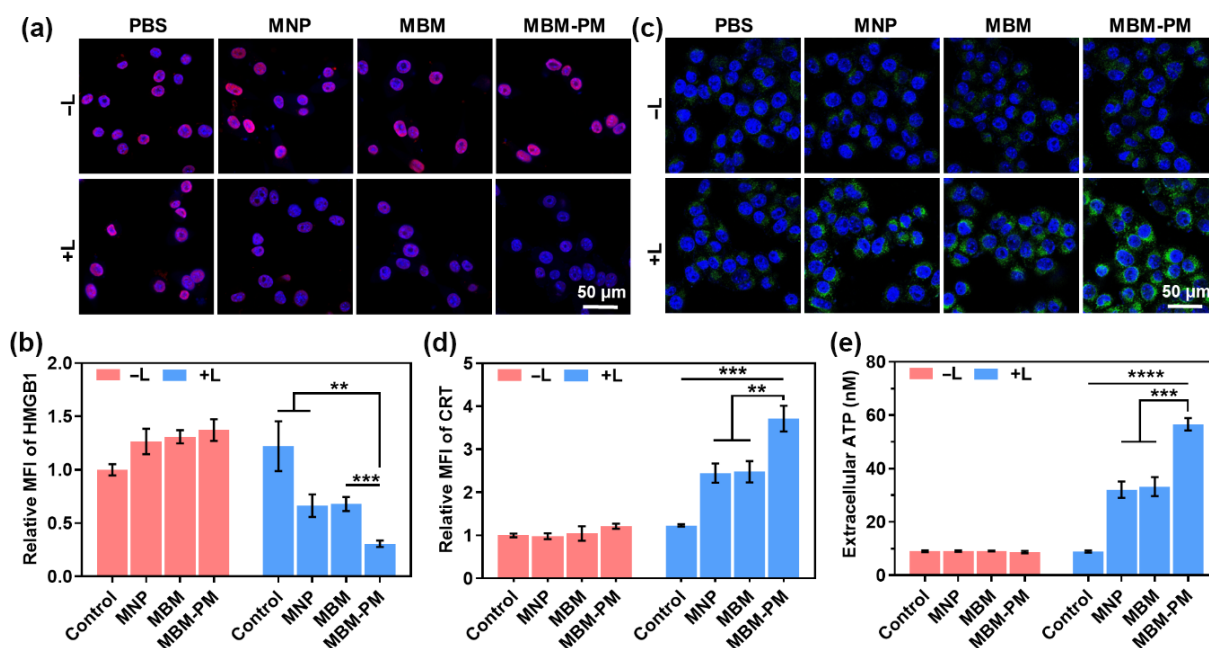 (a)
PBS MNP MBM MBM-PM
–L
+L
50 μm
(c)
PBS MNP MBM MBM-PM
–L
+L
50 μm
(b)
Relative MFI of HMGB1
2.0
1.5
1.0
0.5
0.0
–L +L
**
***
Control MNP MBM MBM-PM Control MNP MBM MBM-PM
(d)
Relative MFI of CRT
5
4
3
2
1
0
–L +L
***
**
Control MNP MBM MBM-PM Control MNP MBM MBM-PM
(e)
Extracellular ATP (nM)
80
60
40
20
0
–L +L
****
***
Control MNP MBM MBM-PM Control MNP MBM MBM-PM